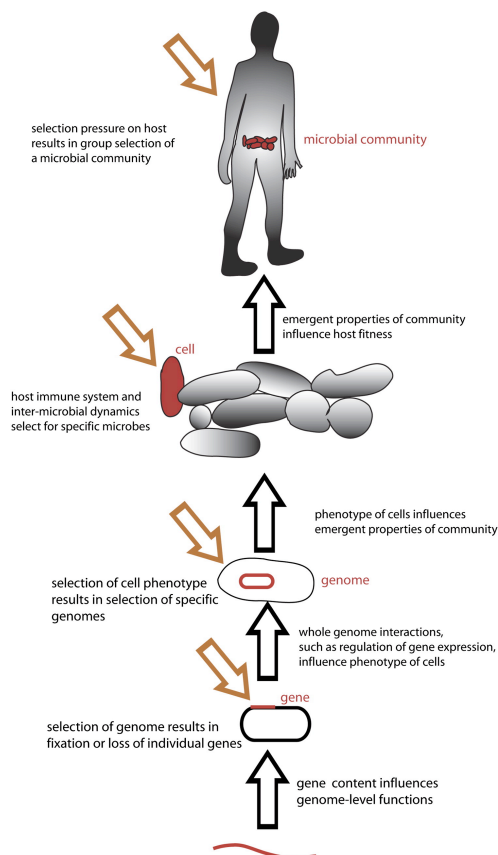 selection pressure on host
results in group selection of
a microbial community
microbial community
emergent properties of community
influence host fitness
cell
host immune system and
inter-microbial dynamics
select for specific microbes
phenotype of cells influences
emergent properties of community
genome
selection of cell phenotype
results in selection of specific
genomes
whole genome interactions,
such as regulation of gene expression,
influence phenotype of cells
gene
selection of genome results in
fixation or loss of individual genes
gene content influences
genome-level functions